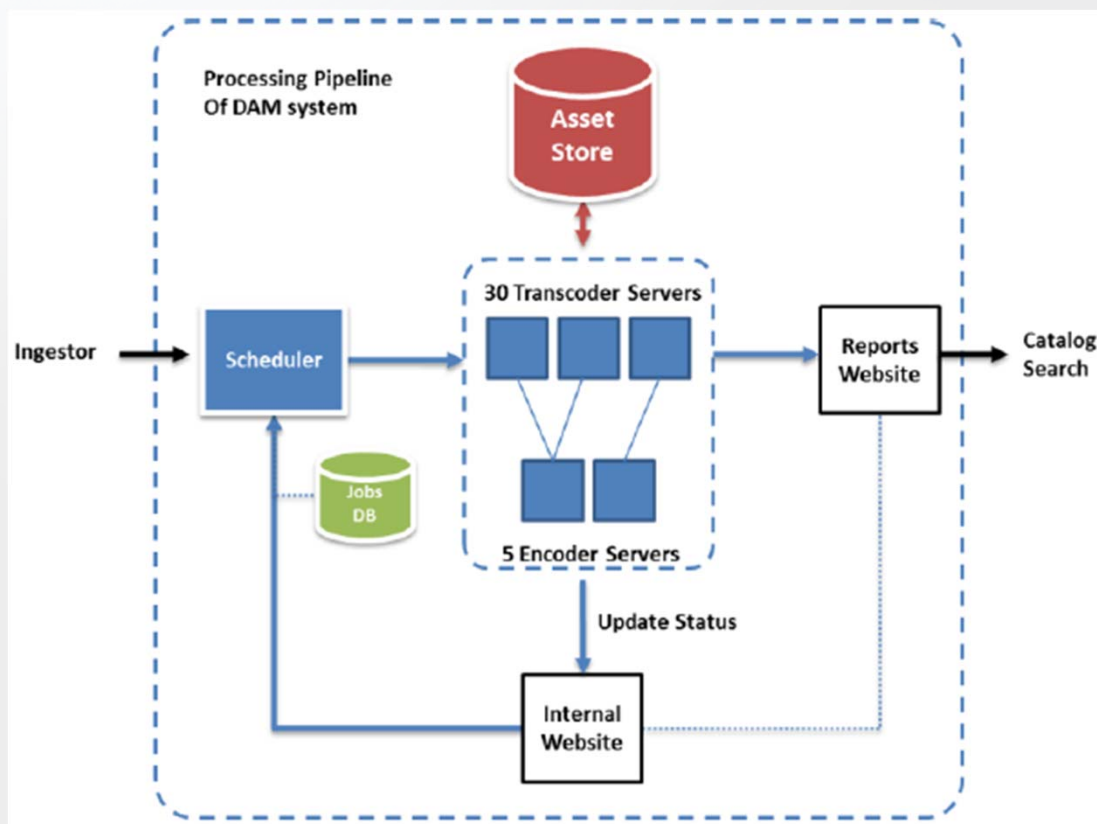 Processing Pipeline
Of DAM system
Asset
Store
30 Transcoder Servers
Ingestor
Scheduler
Reports
Website
Catalog
Search
Jobs
DB
5 Encoder Servers
Update Status
Internal
Website